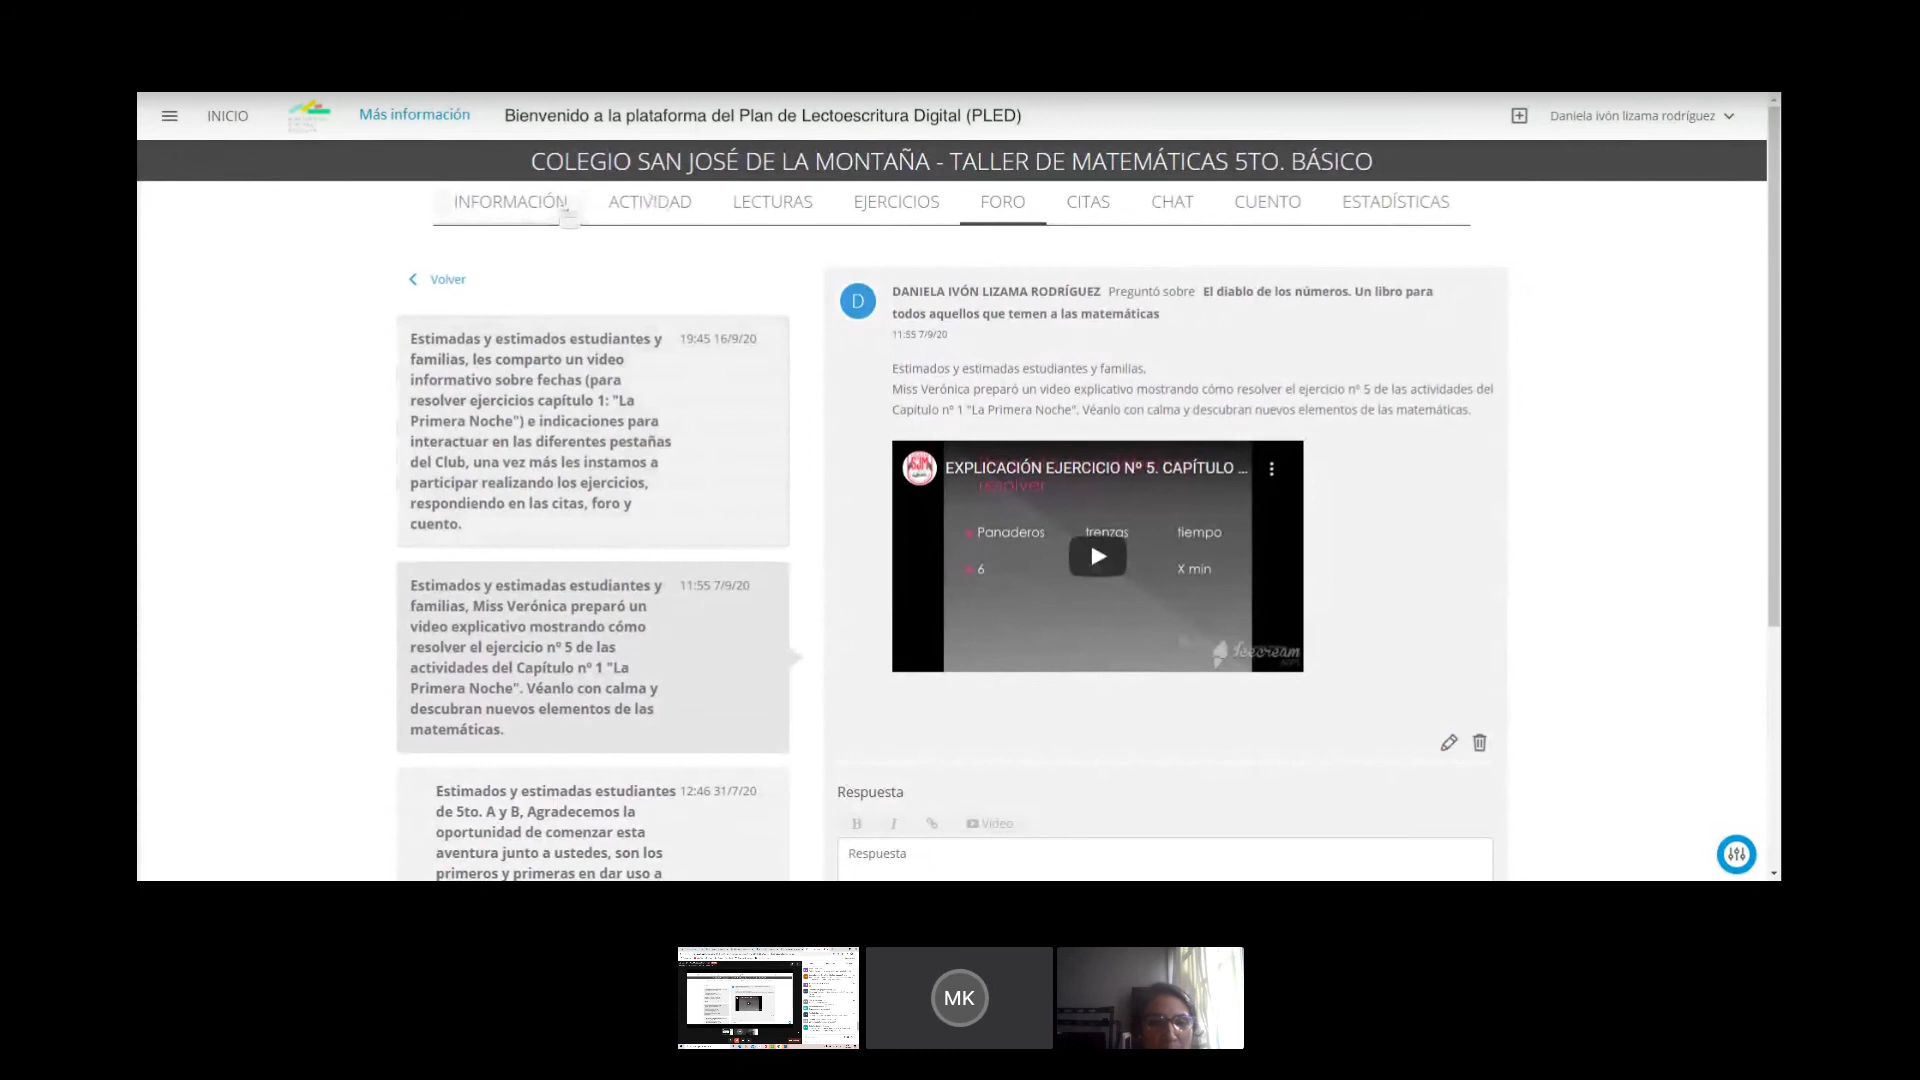 INICIO
Más información
Bienvenido a la plataforma del Plan de Lectoescritura Digital (PLED)
Daniela ivón lizama rodríguez
COLEGIO SAN JOSÉ DE LA MONTAÑA - TALLER DE MATEMÁTICAS 5TO. BÁSICO
INFORMACIÓN ACTIVIDAD LECTURAS EJERCICIOS FORO CITAS CHAT CUENTO ESTADÍSTICAS
Volver
Estimadas y estimados estudiantes y 19:45 16/9/20
familias, les comparto un video
informativo sobre fechas (para
resolver ejercicios capítulo 1: "La
Primera Noche") e indicaciones para
interactuar en las diferentes pestañas
del Club, una vez más les instamos a
participar realizando los ejercicios,
respondiendo en las citas, foro y
cuento.
Estimados y estimadas estudiantes y 11:55 7/9/20
familias, Miss Verónica preparó un
video explicativo mostrando cómo
resolver el ejercicio nº 5 de las
actividades del Capítulo nº 1 "La
Primera Noche". Véanlo con calma y
descubran nuevos elementos de las
matemáticas.
Estimados y estimadas estudiantes 12:46 31/7/20
de 5to. A y B, Agradecemos la
oportunidad de comenzar esta
aventura junto a ustedes, son los
primeros y primeras en dar uso a
D
DANIELA IVÓN LIZAMA RODRÍGUEZ Preguntó sobre El diablo de los números. Un libro para
todos aquellos que temen a las matemáticas
11:55 7/9/20
Estimados y estimadas estudiantes y familias,
Miss Verónica preparó un video explicativo mostrando cómo resolver el ejercicio nº 5 de las actividades del
Capítulo nº 1 "La Primera Noche". Véanlo con calma y descubran nuevos elementos de las matemáticas.
SJM
EXPLICACIÓN EJERCICIO Nº 5. CAPÍTULO ...
resolver
Panaderos trenzas tiempo
6 X min
Icecream
APPS
Respuesta
B I Video
Respuesta
MK